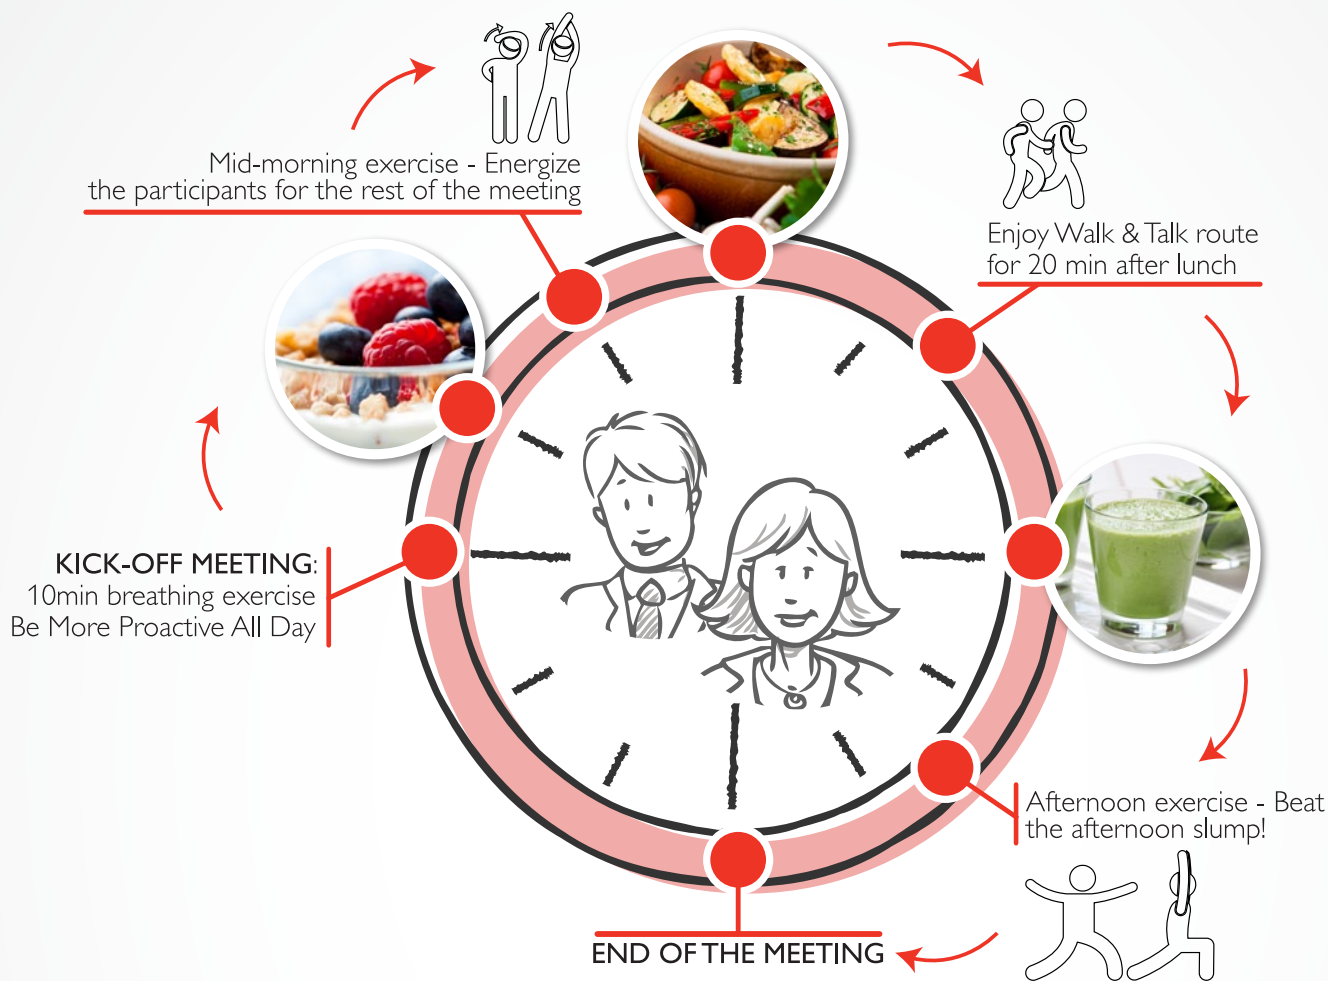 Mid-morning exercise - Energize
the participants for the rest of the meeting
Enjoy Walk & Talk route
for 20 min after lunch
KICK-OFF MEETING:
10min breathing exercise
Be More Proactive All Day
Afternoon exercise - Beat
the afternoon slump!
END OF THE MEETING